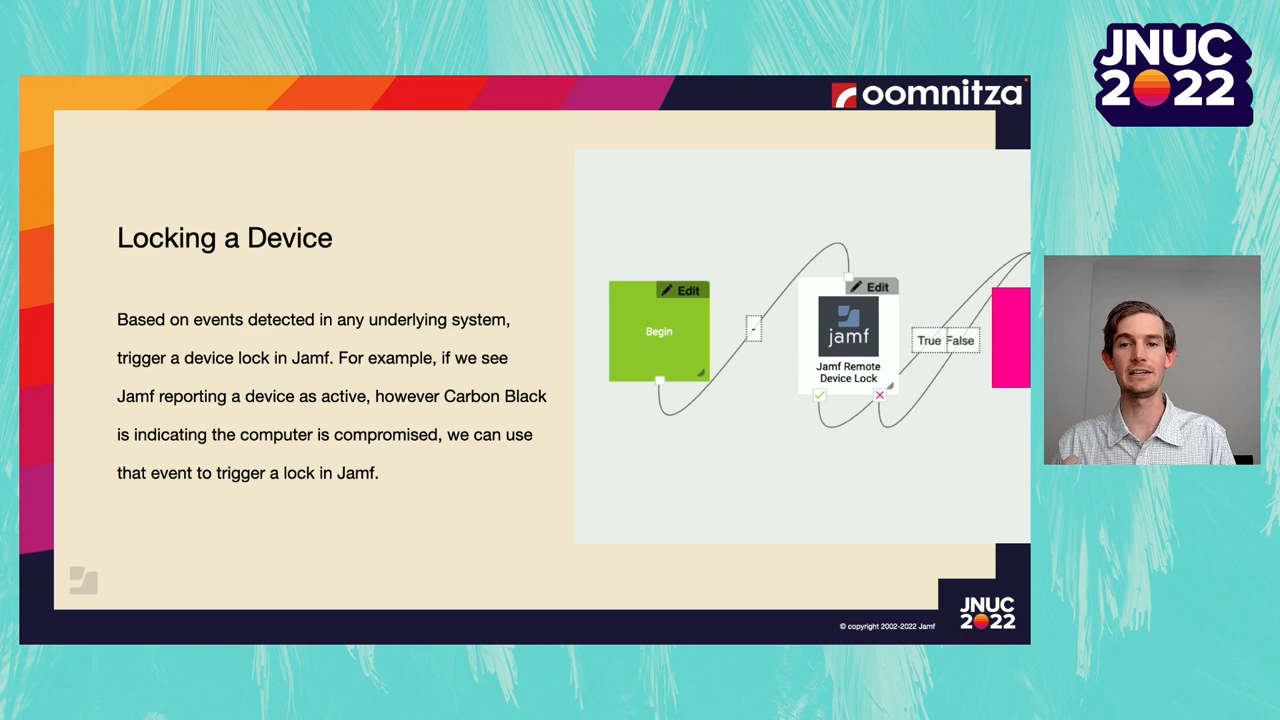 JNUC
2022
oomnitza
Locking a Device
Based on events detected in any underlying system,
trigger a device lock in Jamf. For example, if we see
Jamf reporting a device as active, however Carbon Black
is indicating the computer is compromised, we can use
that event to trigger a lock in Jamf.
Edit
Begin
-
Edit
jamf
Jamf Remote
Device Lock
True
False
© copyright 2002-2022 Jamf
JNUC
2022